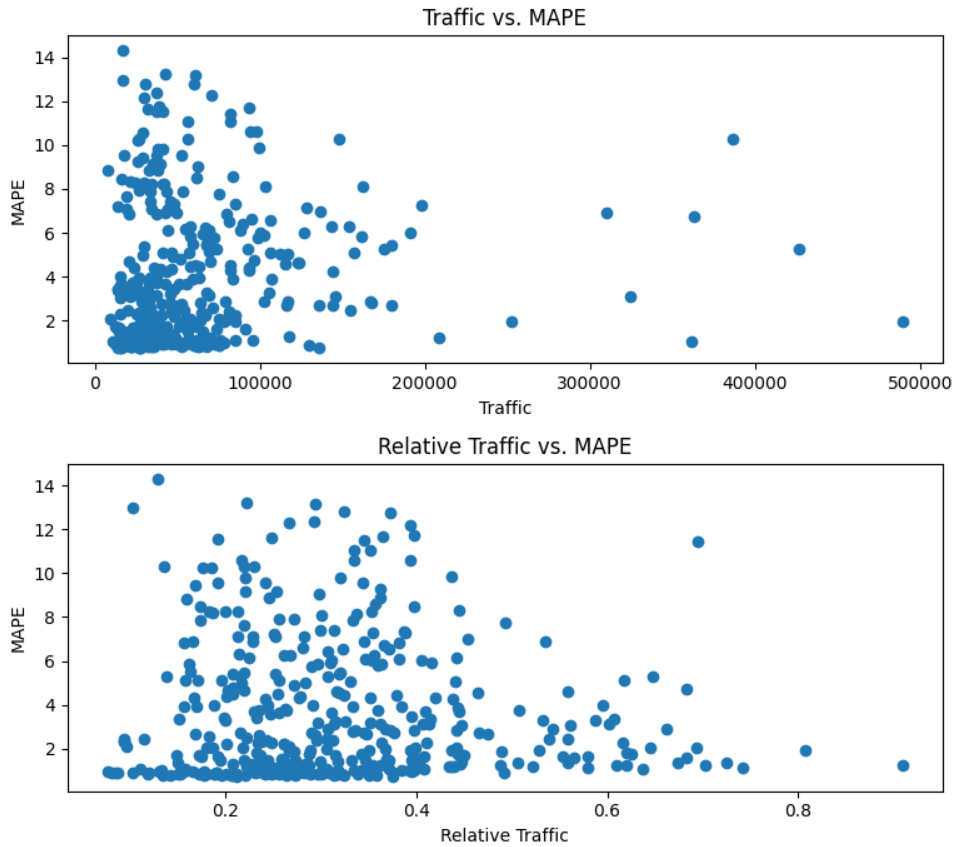 Traffic vs. MAPE
14
12
10
8
6
4
2
MAPE
0 100000 200000 300000 400000 500000
Traffic
Relative Traffic vs. MAPE
14
12
10
8
6
4
2
MAPE
0.2 0.4 0.6 0.8
Relative Traffic